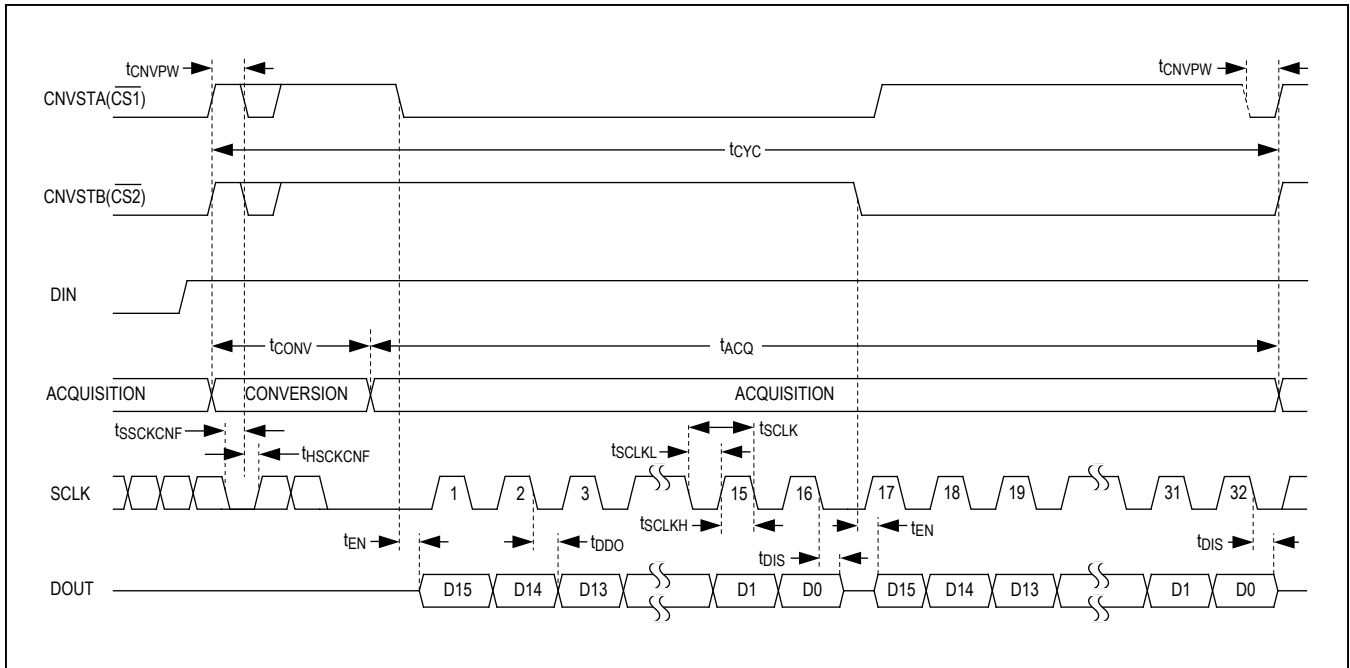 tCNVPW tCNVPW
CNVSTA(CS1)
tCYC
CNVSTB(CS2)
DIN
tCONV tACQ
ACQUISITION CONVERSION ACQUISITION
tSSCKCNF tHSCKCNF tSCLKL tSCLK
SCLK 1 2 3 15 16 17 18 19 31 32
tEN tDDO tSCLKH tDIS tEN tDIS
DOUT D15 D14 D13 D1 D0 D15 D14 D13 D1 D0